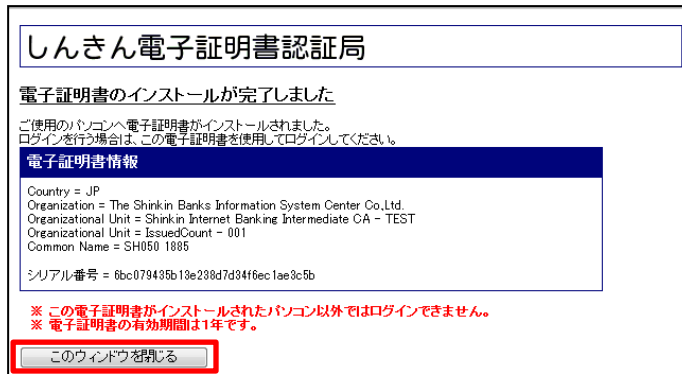 しんきん電子証明書認証局
電子証明書のインストールが完了しました
ご使用のパソコンへ電子証明書がインストールされました。
ログインを行う場合は、この電子証明書を使用してログインしてください。
電子証明書情報
Country = JP
Organization = The Shinkin Banks Information System Center Co,Ltd.
Organizational Unit = Shinkin Internet Banking Intermediate CA - TEST
Organizational Unit = IssuedCount - 001
Common Name = SH050 1885
シリアル番号 = 6bc079435b13e238d7d34f6ec1ae3c5b
※ この電子証明書がインストールされたパソコン以外ではログインできません。
※ 電子証明書の有効期間は1年です。
このウィンドウを閉じる